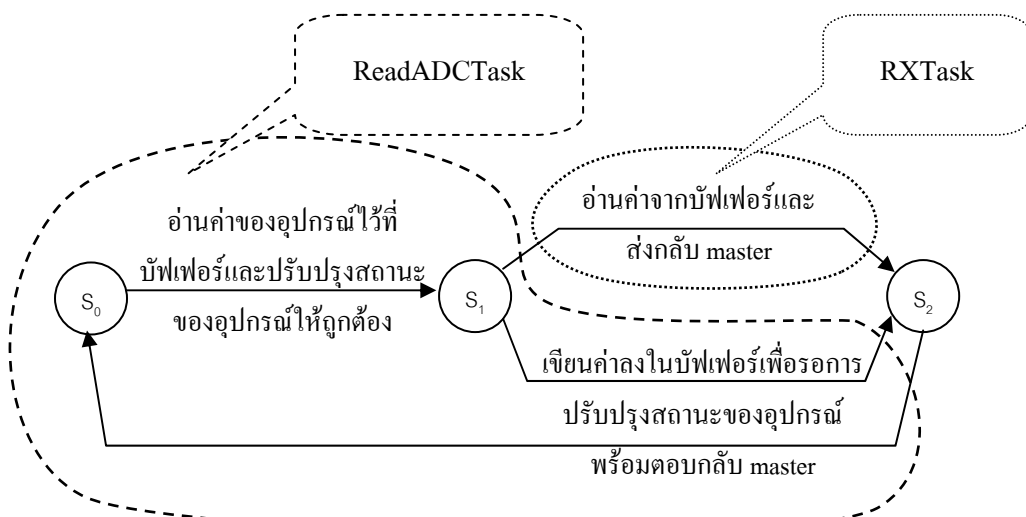 ReadADCTask
RXTask
อ่านค่าของอุปกรณ์ไว้ที่
บัฟเฟอร์และปรับปรุงสถานะ
ของอุปกรณ์ให้ถูกต้อง
อ่านค่าจากบัฟเฟอร์และ
ส่งกลับ master
S0
S1
S2
เขียนค่าลงในบัฟเฟอร์เพื่อรอการ
ปรับปรุงสถานะของอุปกรณ์
พร้อมตอบกลับ master